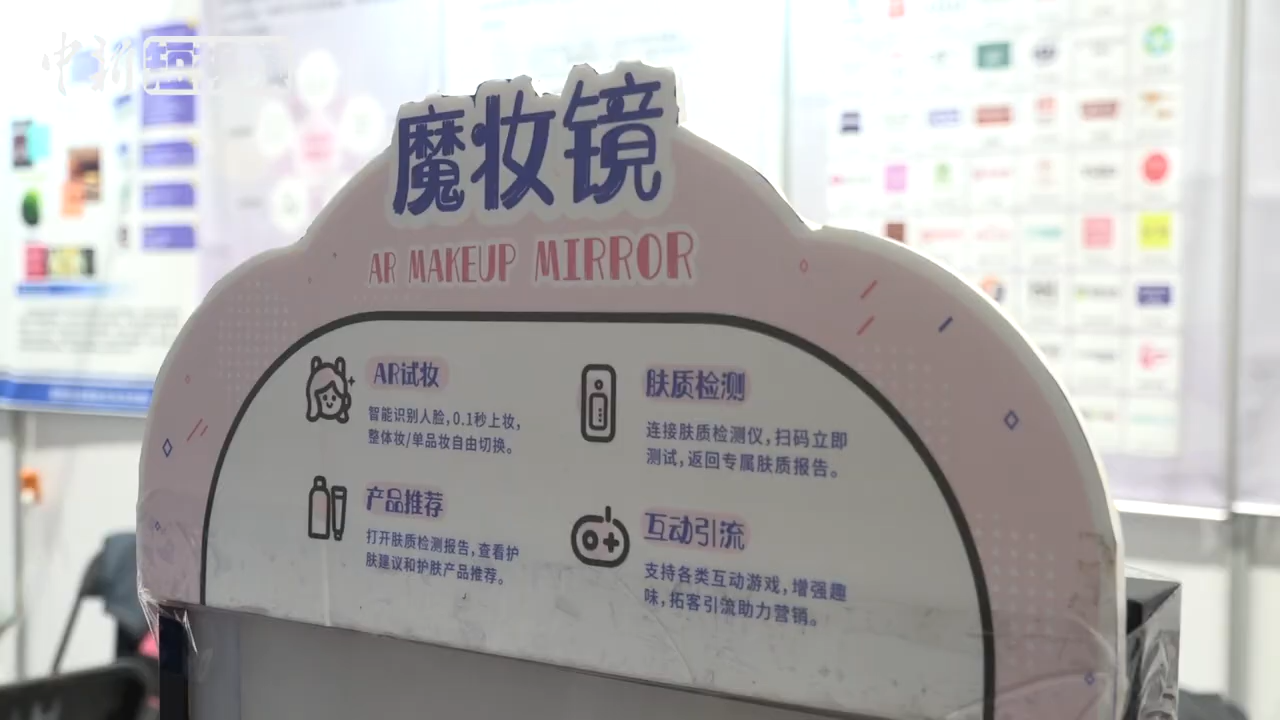 中新
魔妆镜
AR MAKEUP MIRROR
AR试妆
智能识别人脸,0.1秒上妆,
整体妆/单品妆自由切换。
肤质检测
连接肤质检测仪,扫码立即
测试,返回专属肤质报告。
产品推荐
打开肤质检测报告,查看护
肤建议和护肤产品推荐。
互动引流
支持各类互动游戏,增强趣
味,拓客引流助力营销。